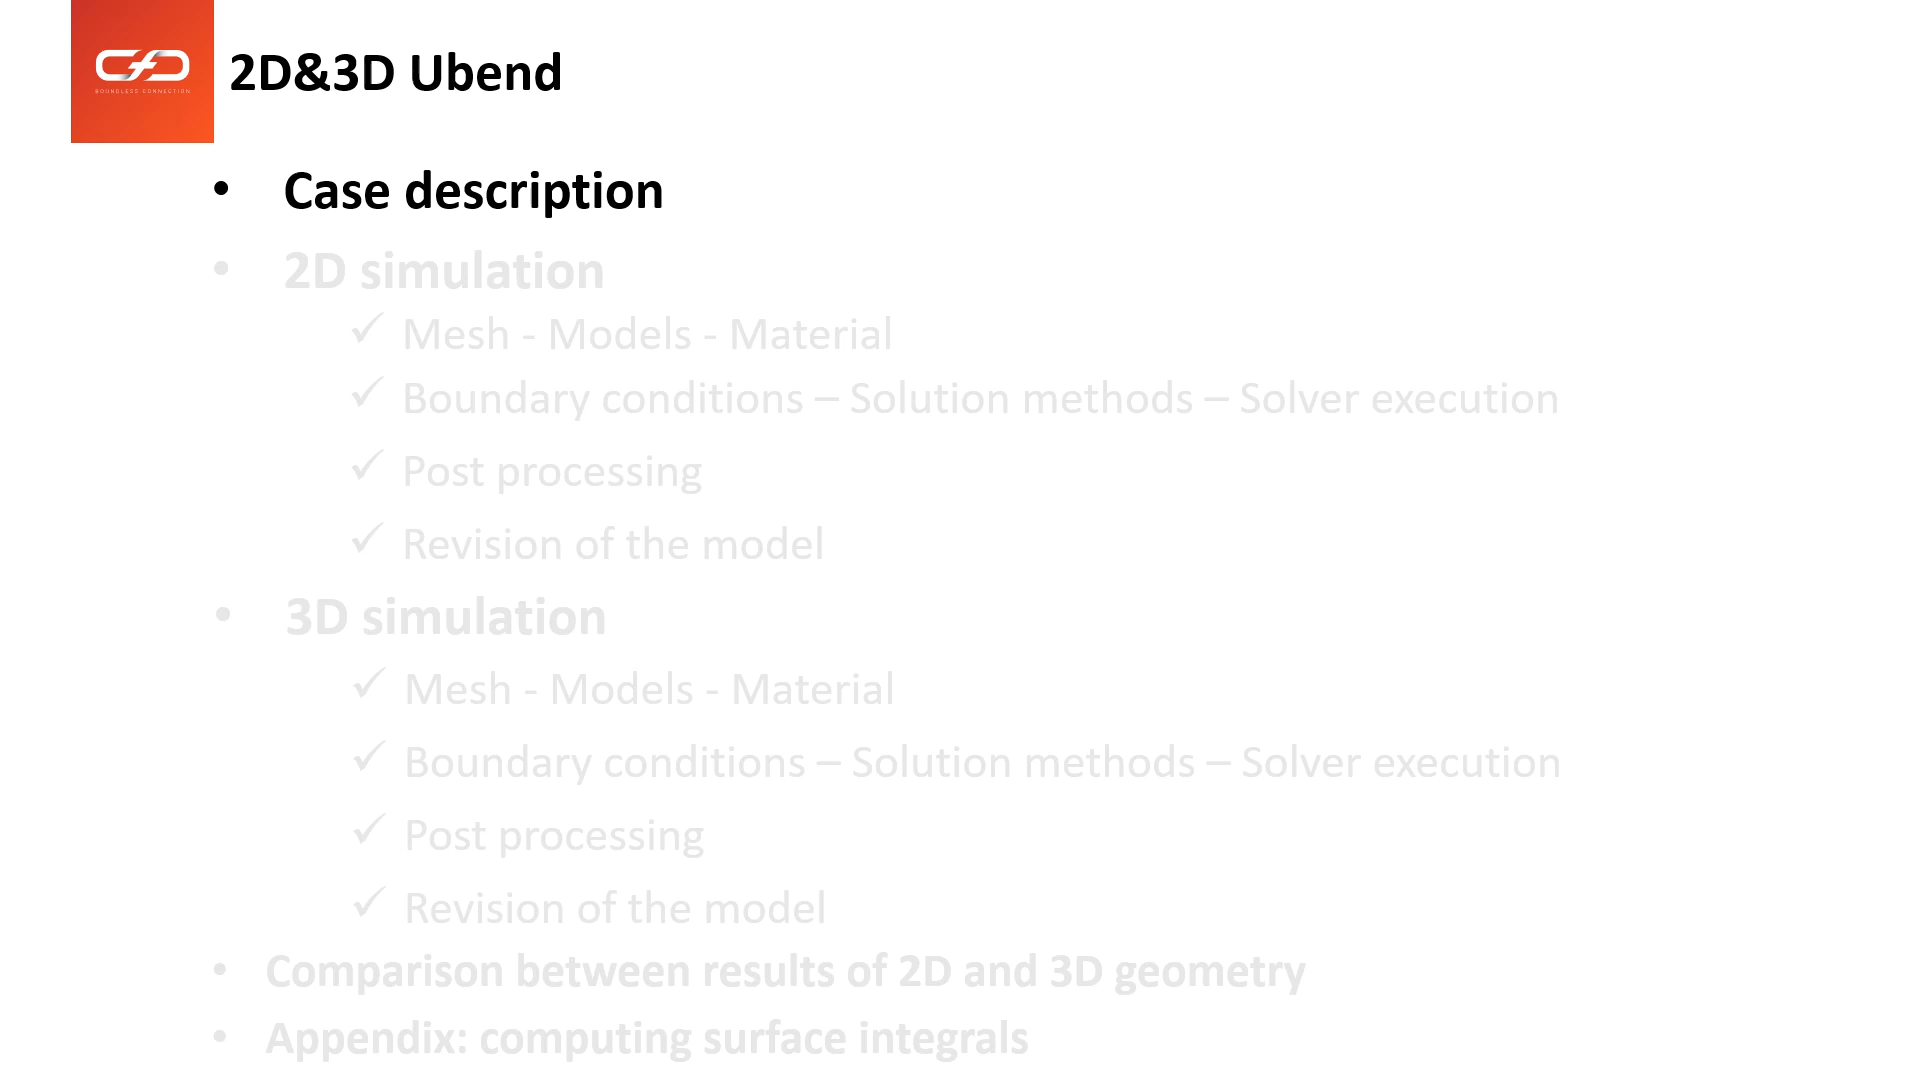 BOUNDLESS CONNECTION
2D&3D Ubend
• Case description
• 2D simulation
✓ Mesh - Models - Material
✓ Boundary conditions – Solution methods – Solver execution
✓ Post processing
✓ Revision of the model
• 3D simulation
✓ Mesh - Models - Material
✓ Boundary conditions – Solution methods – Solver execution
✓ Post processing
✓ Revision of the model
• Comparison between results of 2D and 3D geometry
• Appendix: computing surface integrals